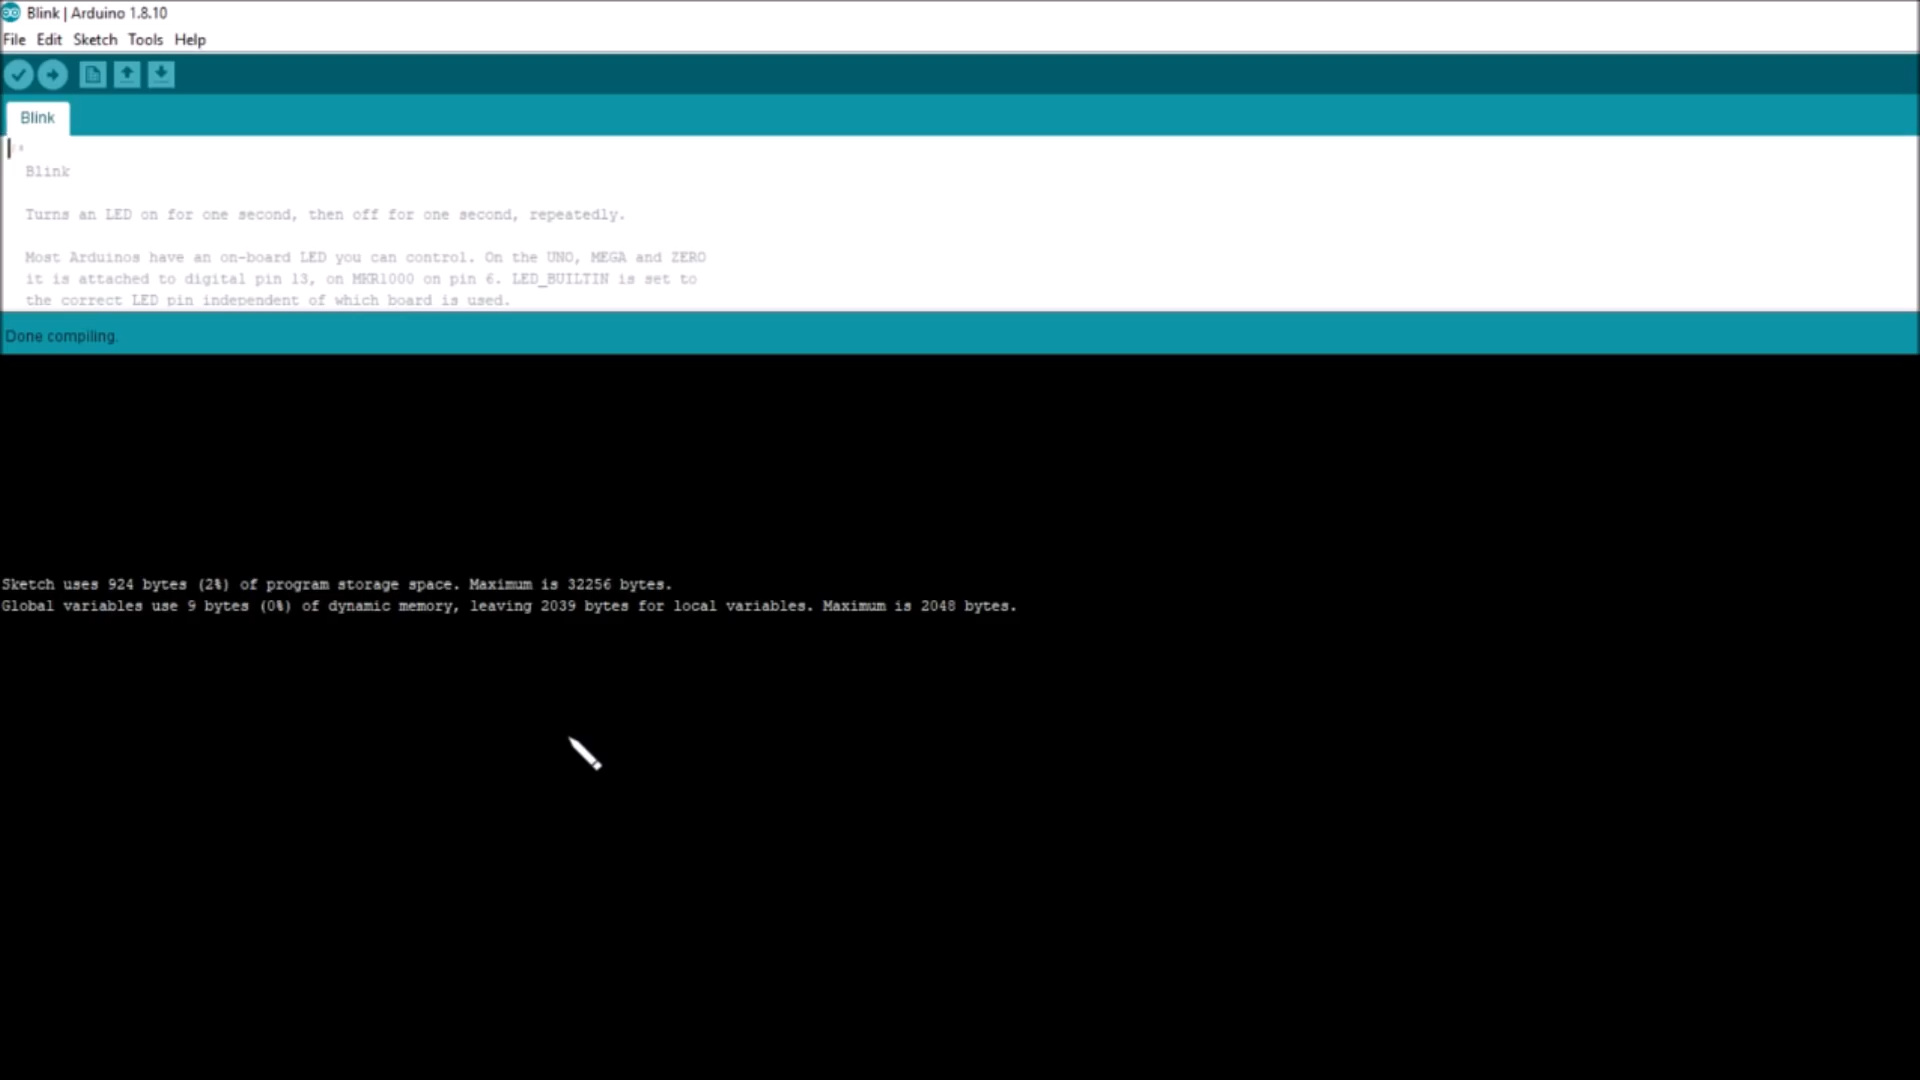 Blink | Arduino 1.8.10
File Edit Sketch Tools Help
Blink
Blink
Turns an LED on for one second, then off for one second, repeatedly.
Most Arduinos have an on-board LED you can control. On the UNO, MEGA and ZERO
it is attached to digital pin 13, on MKR1000 on pin 6. LED_BUILTIN is set to
the correct LED pin independent of which board is used.
Done compiling.
Sketch uses 924 bytes (2%) of program storage space. Maximum is 32256 bytes.
Global variables use 9 bytes (0%) of dynamic memory, leaving 2039 bytes for local variables. Maximum is 2048 bytes.